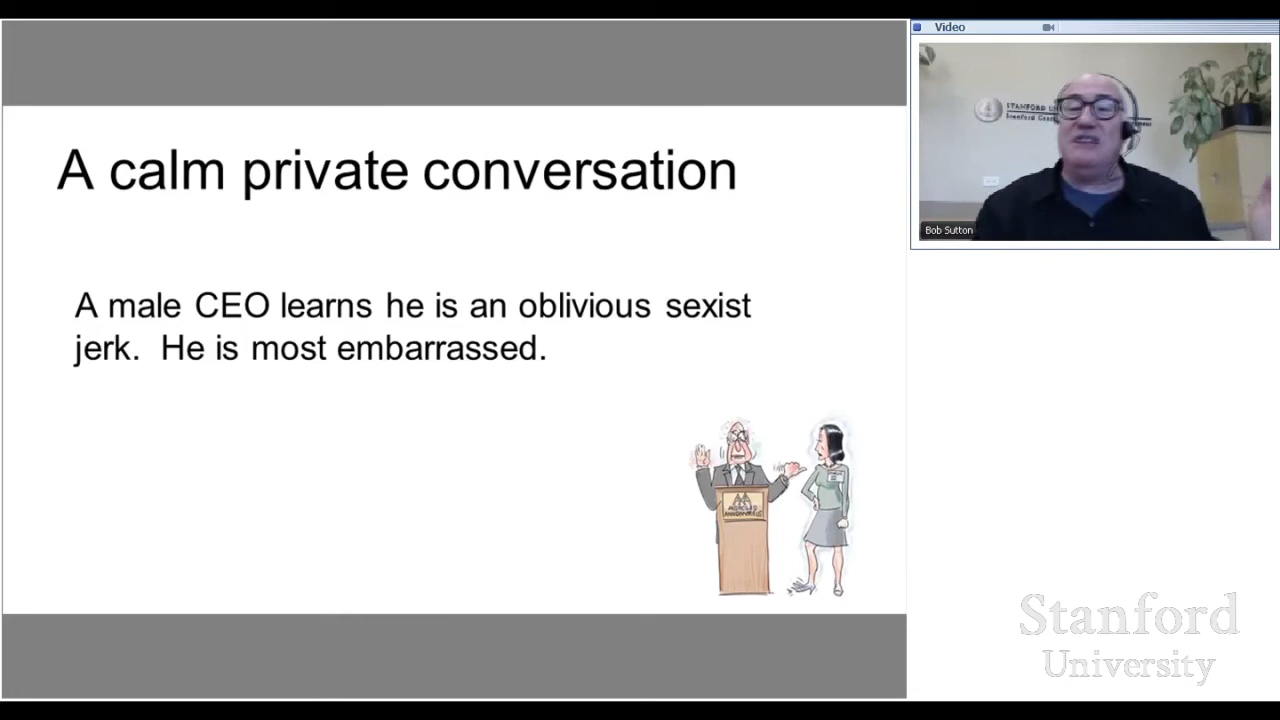 A calm private conversation
A male CEO learns he is an oblivious sexist
jerk.  He is most embarrassed.
Video
STANFORD
Bob Sutton
Stanford
University